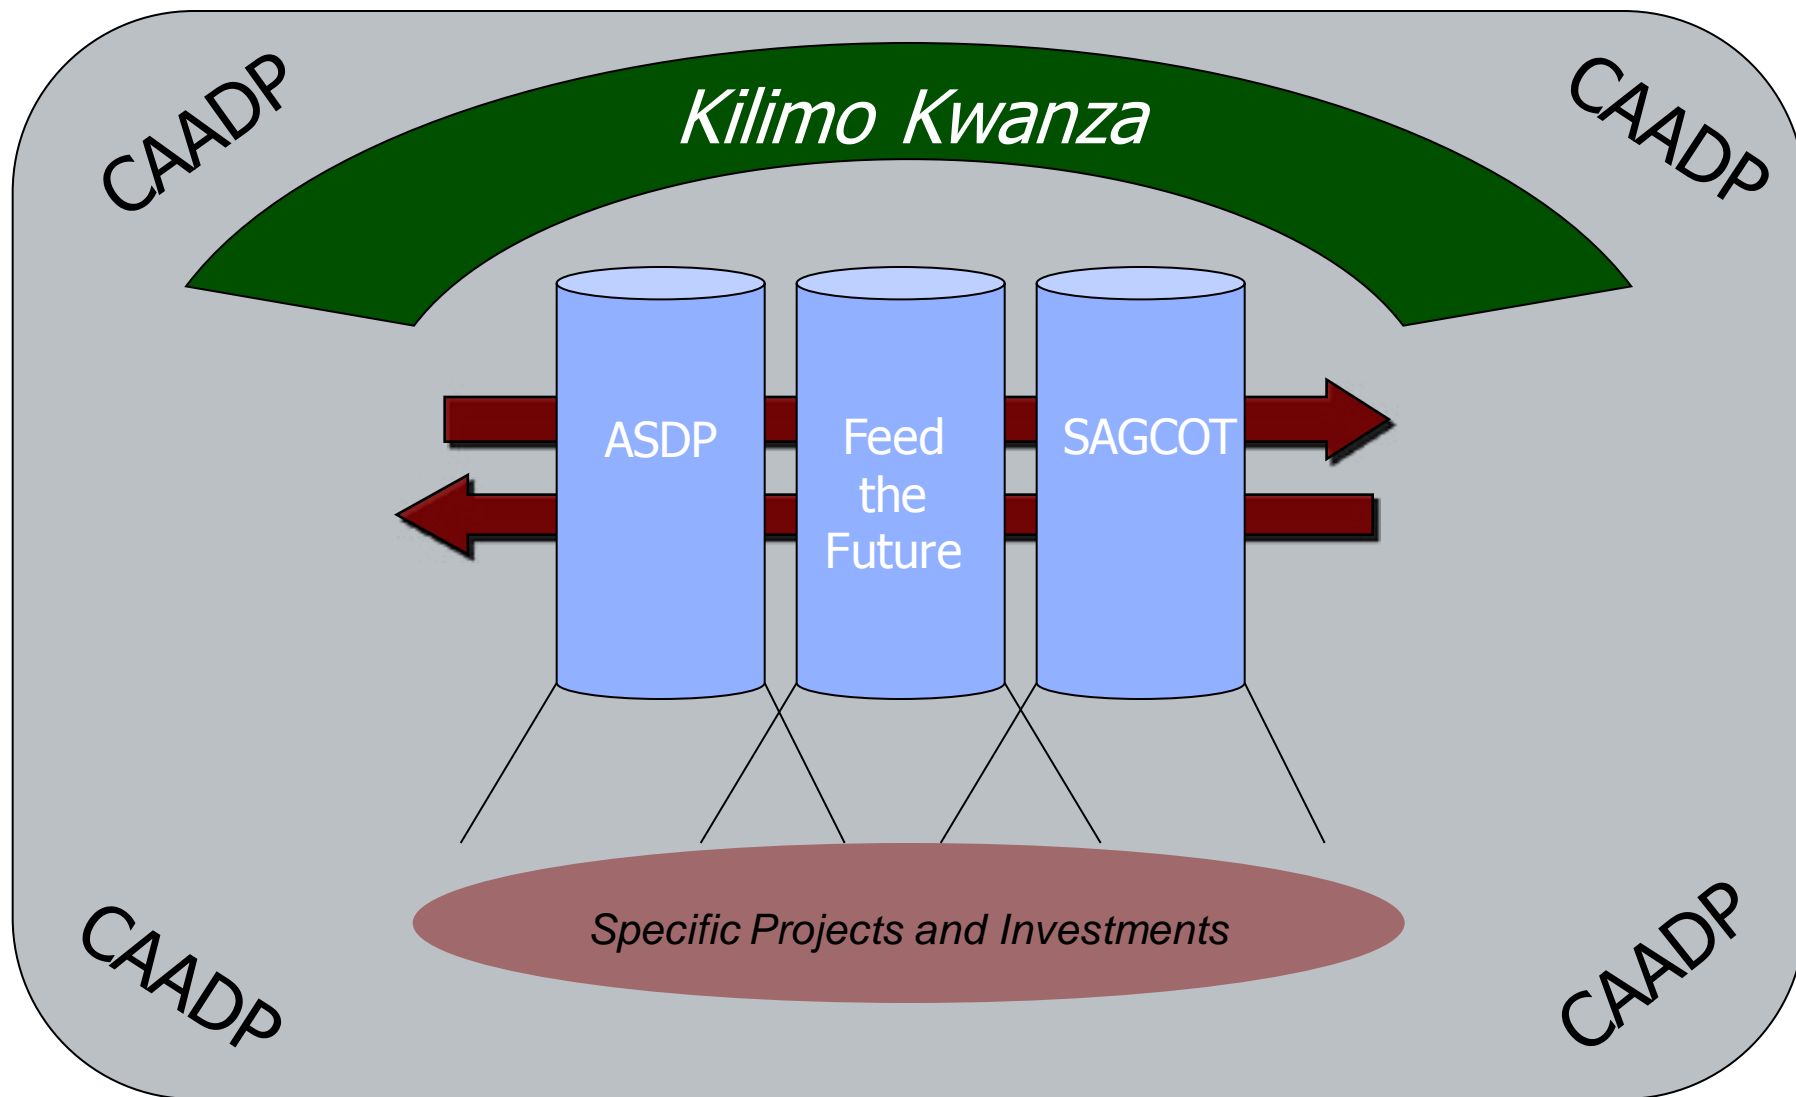 CAADP
CAADP
Kilimo Kwanza
ASDP
Feed
the
Future
SAGCOT
Specific Projects and Investments
CAADP
CAADP